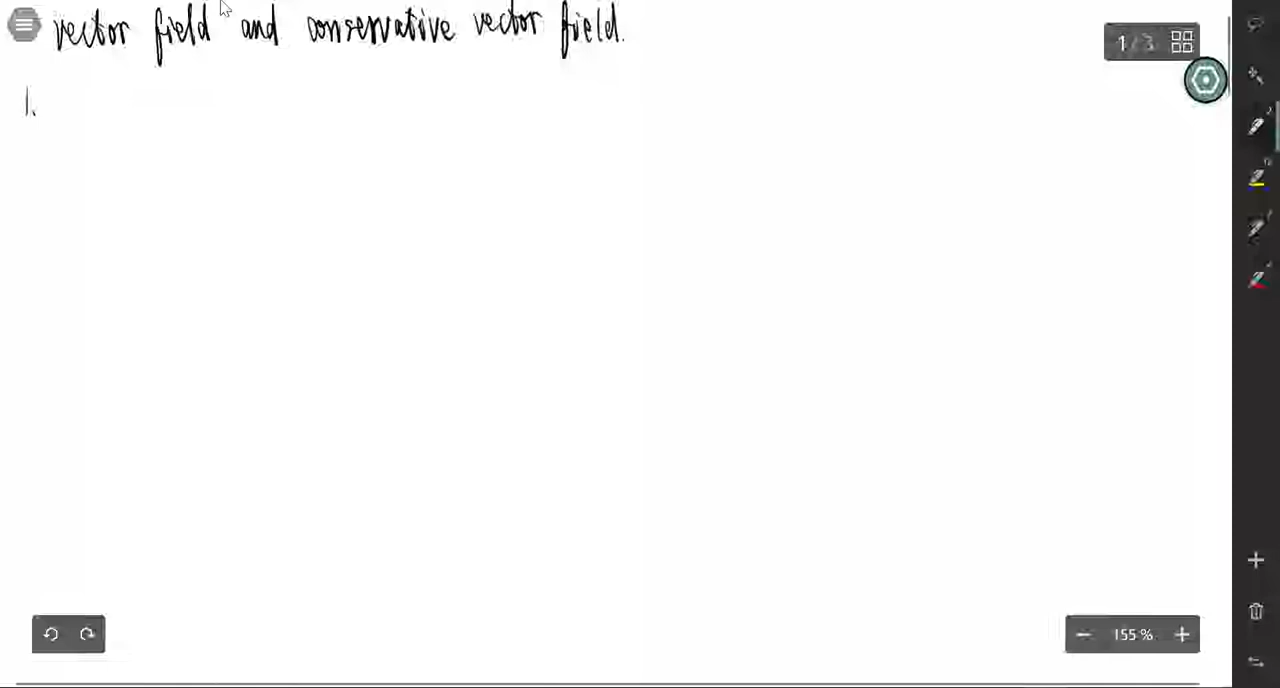 vector field and conservative vector field.
1 / 3
1.
155 %